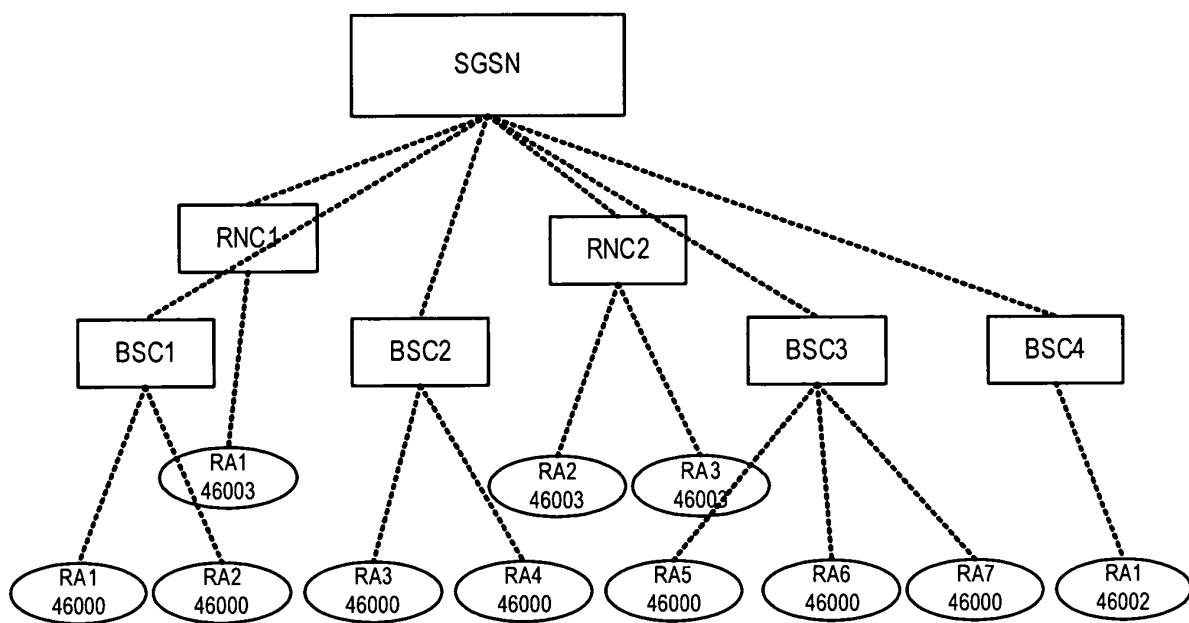 SGSN
RNC1
RNC2
BSC1
BSC2
BSC3
BSC4
RA1
46003
RA2
46003
RA3
46003
RA1
46000
RA2
46000
RA3
46000
RA4
46000
RA5
46000
RA6
46000
RA7
46000
RA1
46002